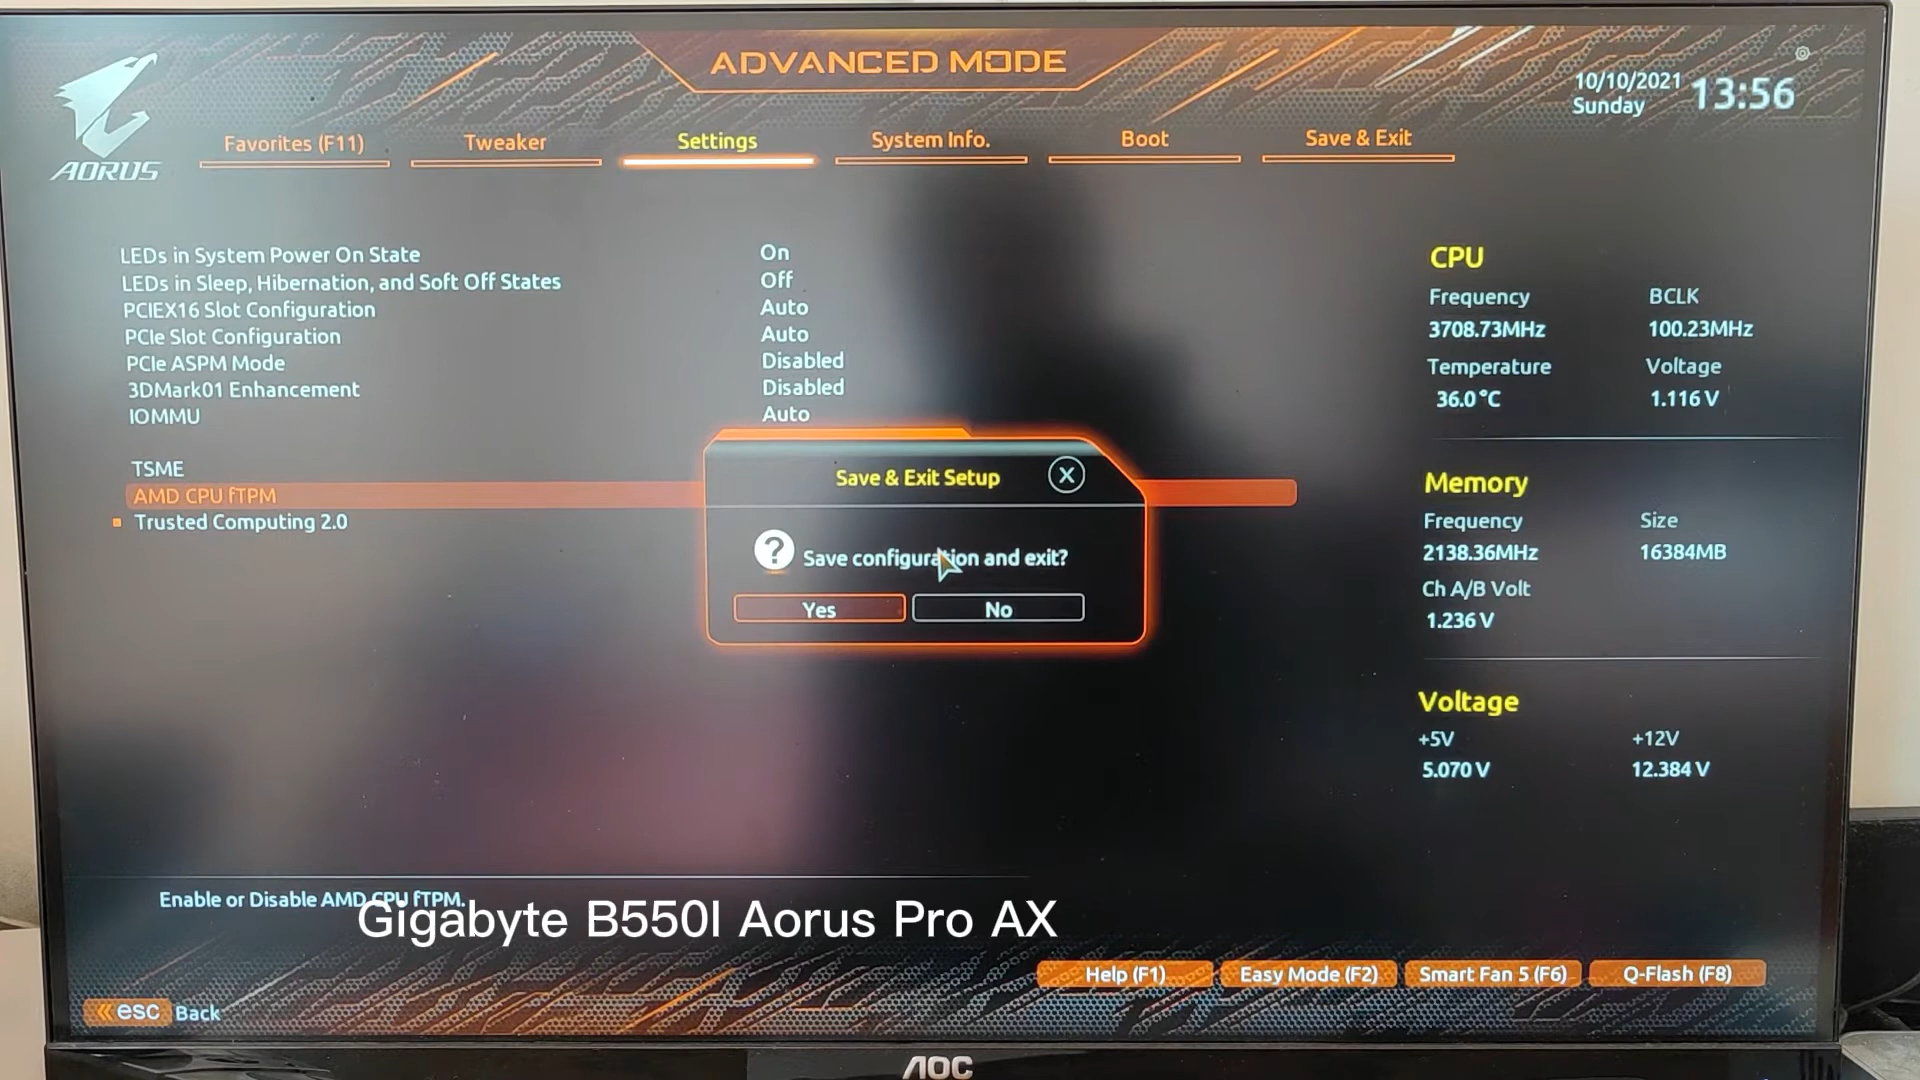 ADVANCED MODE
10/10/2021
Sunday
13:56
AORUS
Favorites (F11)
Tweaker
Settings
System Info.
Boot
Save & Exit
LEDs in System Power On State On
LEDs in Sleep, Hibernation, and Soft Off States Off
PCIEX16 Slot Configuration Auto
PCIe Slot Configuration Auto
PCIe ASPM Mode Disabled
3DMark01 Enhancement Disabled
IOMMU Auto
TSME
AMD CPU fTPM
Trusted Computing 2.0
Save & Exit Setup
X
?
Save configuration and exit?
Yes
No
CPU
Frequency BCLK
3708.73MHz 100.23MHz
Temperature Voltage
36.0 °C 1.116 V
Memory
Frequency Size
2138.36MHz 16384MB
Ch A/B Volt
1.236 V
Voltage
+5V +12V
5.070 V 12.384 V
Enable or Disable AMD CPU fTPM.
Gigabyte B550I Aorus Pro AX
Help (F1)
Easy Mode (F2)
Smart Fan 5 (F6)
Q-Flash (F8)
esc Back
AOC